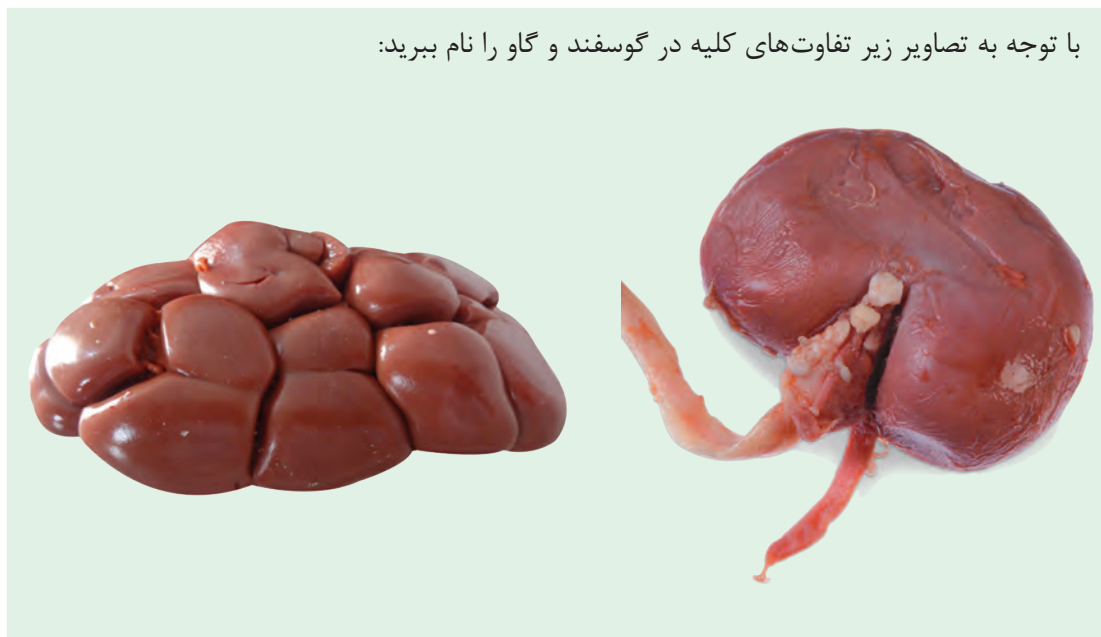 با توجه به تصاویر زیر تفاوت‌های کلیه در گوسفند و گاو را نام ببرید: